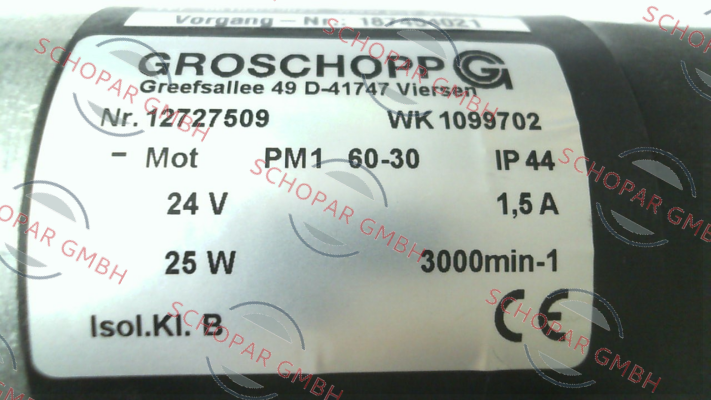 Vorgang – Nr.:
GROSCHOPP
Greefsallee 49 D-41747 Viersen
Nr. 12727509 WK 1099702
- Mot PM1 60-30 IP 44
24 V 1,5 A
25 W 3000min-1
Isol.Kl. B CE
SCHOPAR GMBH